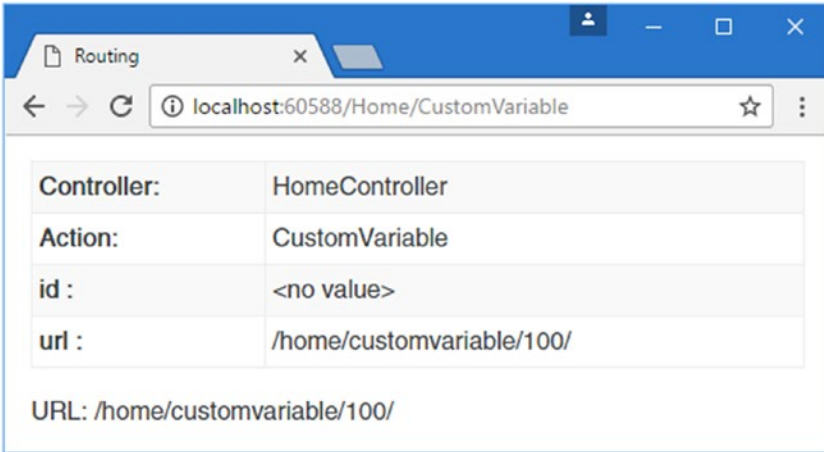 Routing
localhost:60588/Home/CustomVariable
Controller: HomeController
Action: CustomVariable
id : <no value>
url : /home/customvariable/100/
URL: /home/customvariable/100/